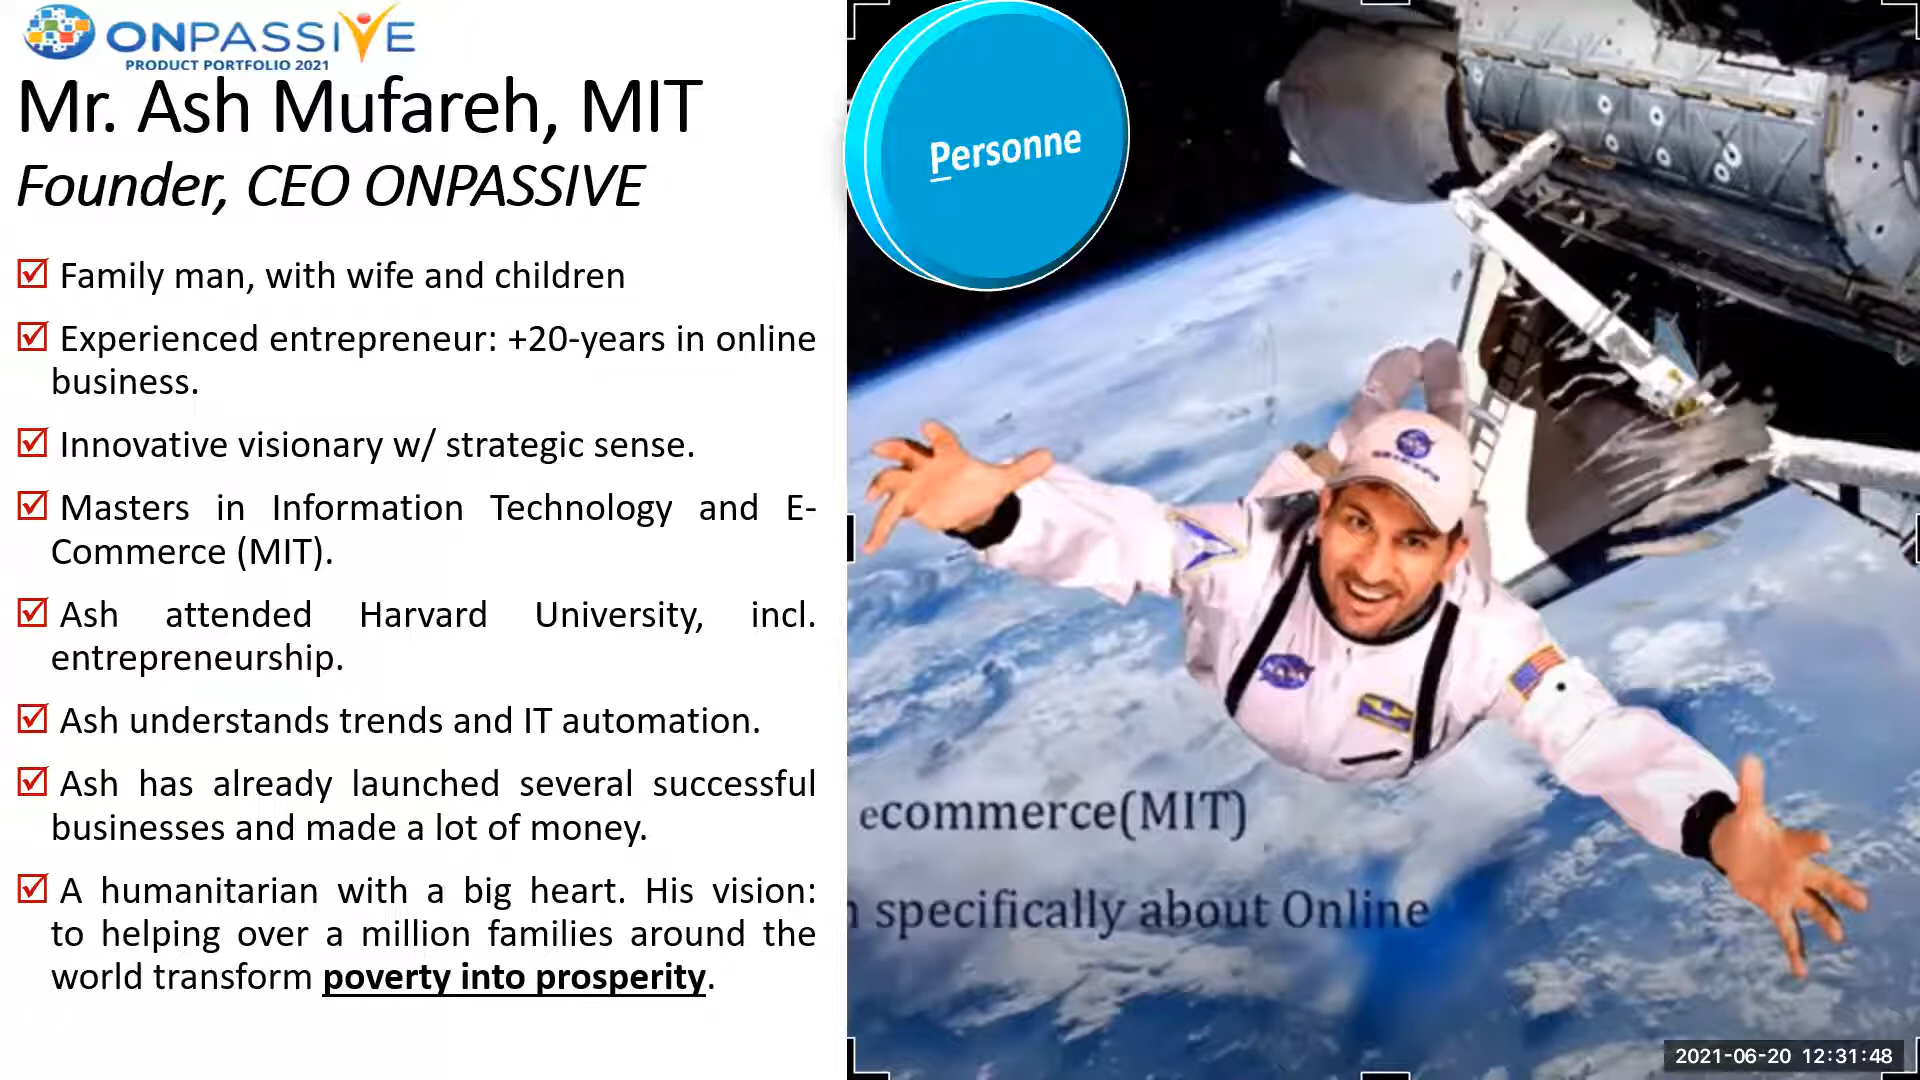 ONPASSIVE
PRODUCT PORTFOLIO 2021
Mr. Ash Mufareh, MIT
Founder, CEO ONPASSIVE
Family man, with wife and children
Experienced entrepreneur: +20-years in online
business.
Innovative visionary w/ strategic sense.
Masters in Information Technology and E-
Commerce (MIT).
Ash attended Harvard University, incl.
entrepreneurship.
Ash understands trends and IT automation.
Ash has already launched several successful
businesses and made a lot of money.
A humanitarian with a big heart. His vision:
to helping over a million families around the
world transform poverty into prosperity.
Personne
NASA
ecommerce(MIT)
specifically about Online
2021-06-20 12:31:48